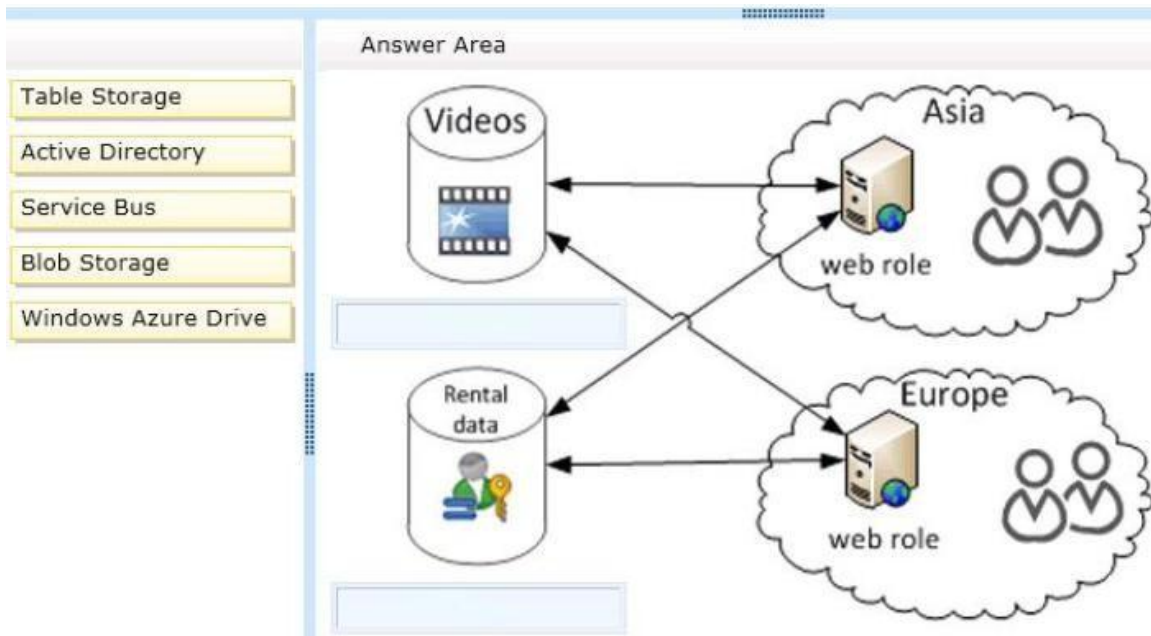 Answer Area
Table Storage
Active Directory
Service Bus
Blob Storage
Windows Azure Drive
Videos
Asia
web role
Rental
data
Europe
web role